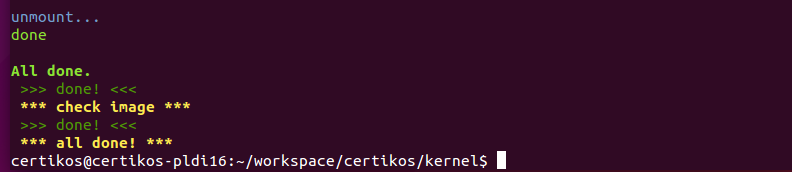 unmount...
done
All done.
>>> done! <<<
*** check image ***
>>> done! <<<
*** all done! ***
certikos@certikos-pldi16:~/workspace/certikos/kernel$